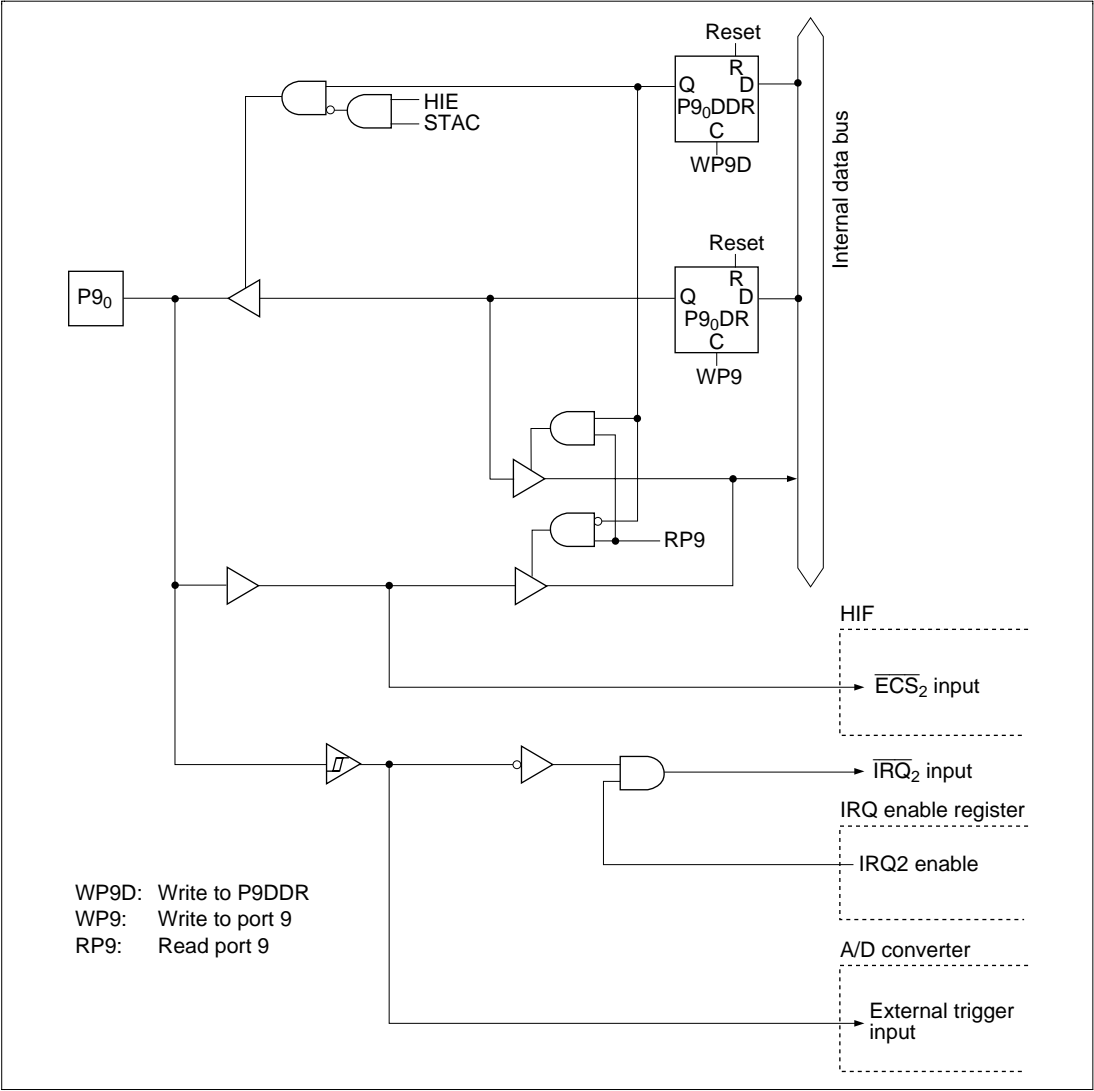 Reset
R
Q
D
P9₀DDR
C
WP9D
HIE
STAC
Internal data bus
Reset
R
P9₀
Q
D
P9₀DR
C
WP9
RP9
HIF
E̅C̅S̅₂ input
I̅R̅Q̅₂ input
IRQ enable register
IRQ2 enable
WP9D: Write to P9DDR
WP9: Write to port 9
RP9: Read port 9
A/D converter
External trigger
input